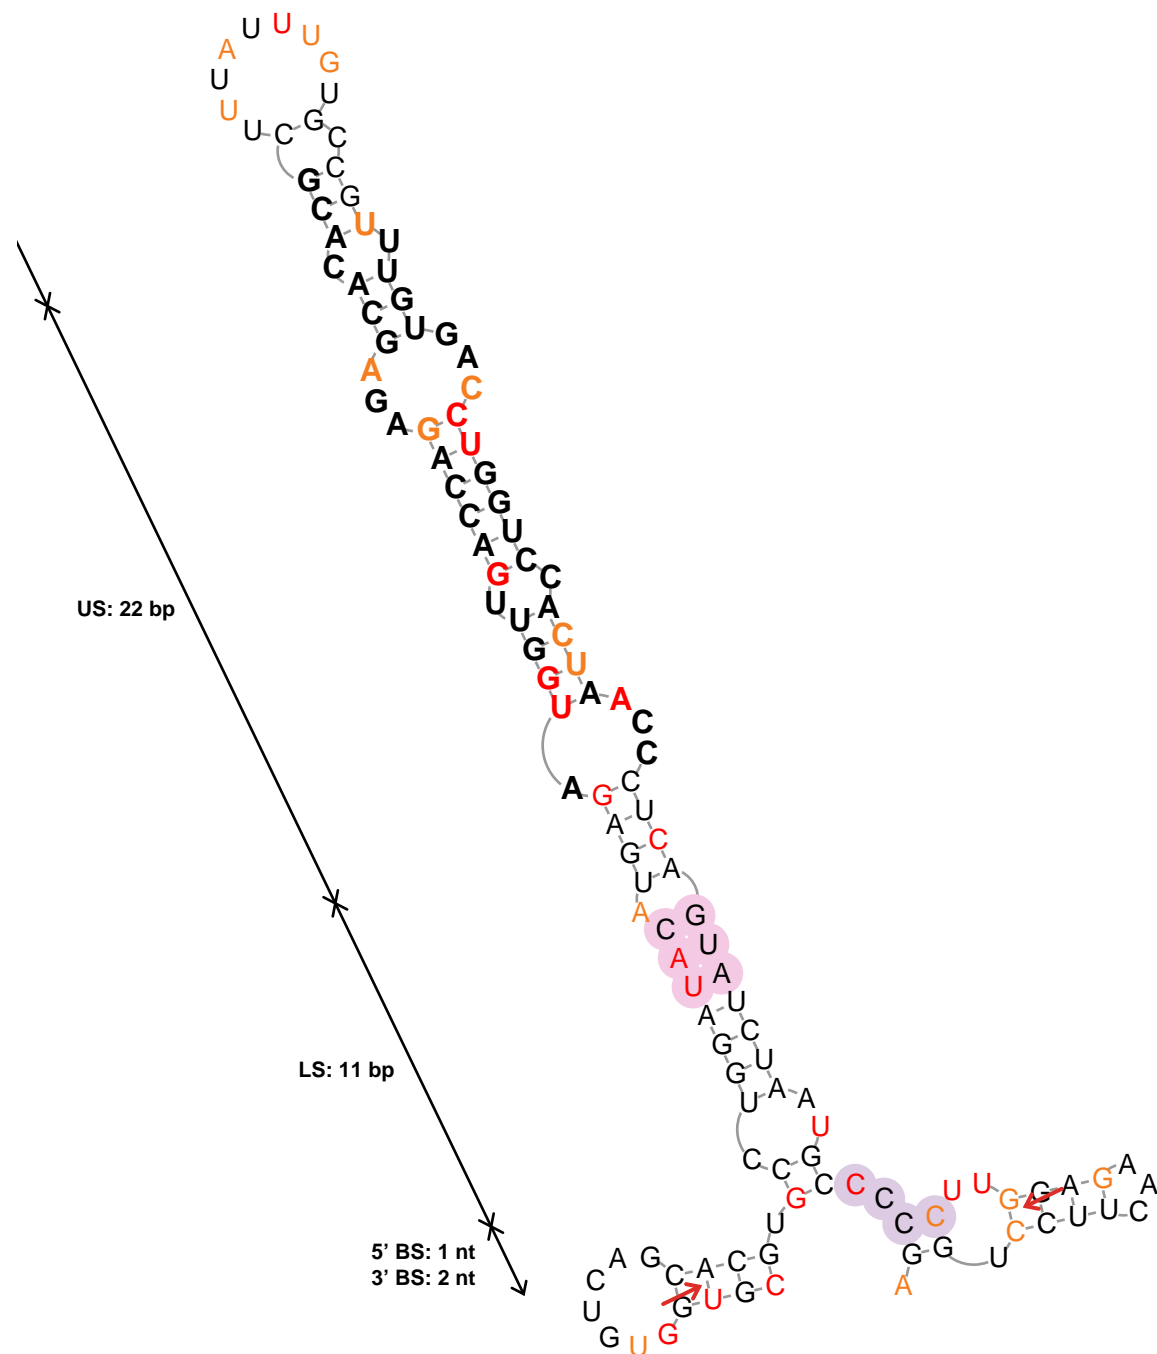 U U U
A G
U U
U
U C G C
C
G G
C
A U U
C U
A G
C U G
G A
A C
G C
A G U
A G
C G
C U
A C
G C
US: 22 bp
U A
U C
G U
G A A
U C
C
A G C
A U
G C
U A
A G
C U
A A
U U
A C
G U
LS: 11 bp
G A A
U U
C C G
G C C C U U G G A G A A
U C C C C U U C
5' BS: 1 nt
A G G C A C G G G U
3' BS: 2 nt
C C G U G C A
U G
G U G